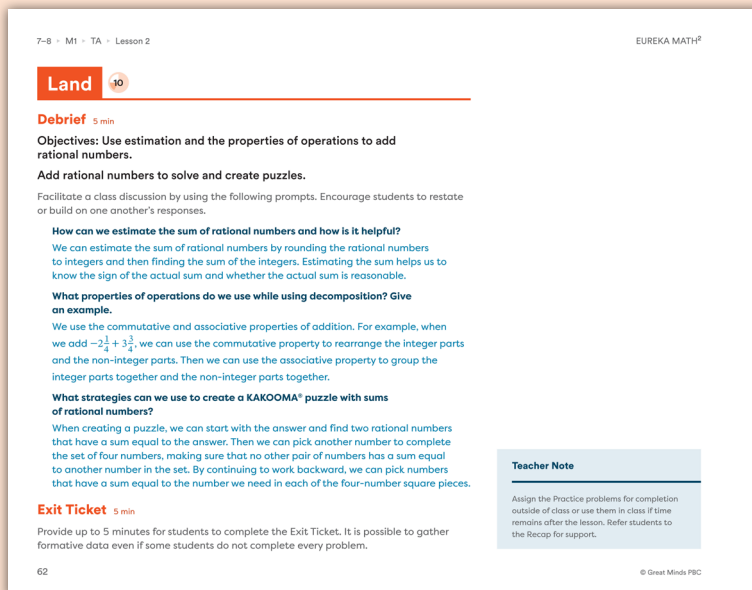 7–8 ▸ M1 ▸ TA ▸ Lesson 2
EUREKA MATH²
Land 10
Debrief 5 min
Objectives: Use estimation and the properties of operations to add
rational numbers.
Add rational numbers to solve and create puzzles.
Facilitate a class discussion by using the following prompts. Encourage students to restate
or build on one another's responses.
How can we estimate the sum of rational numbers and how is it helpful?
We can estimate the sum of rational numbers by rounding the rational numbers
to integers and then finding the sum of the integers. Estimating the sum helps us to
know the sign of the actual sum and whether the actual sum is reasonable.
What properties of operations do we use while using decomposition? Give
an example.
We use the commutative and associative properties of addition. For example, when
we add −2 1/4 + 3 3/4, we can use the commutative property to rearrange the integer parts
and the non-integer parts. Then we can use the associative property to group the
integer parts together and the non-integer parts together.
What strategies can we use to create a KAKOOMA® puzzle with sums
of rational numbers?
When creating a puzzle, we can start with the answer and find two rational numbers
that have a sum equal to the answer. Then we can pick another number to complete
the set of four numbers, making sure that no other pair of numbers has a sum equal
to another number in the set. By continuing to work backward, we can pick numbers
that have a sum equal to the number we need in each of the four-number square pieces.
Exit Ticket 5 min
Provide up to 5 minutes for students to complete the Exit Ticket. It is possible to gather
formative data even if some students do not complete every problem.
Teacher Note
Assign the Practice problems for completion
outside of class or use them in class if time
remains after the lesson. Refer students to
the Recap for support.
62
© Great Minds PBC